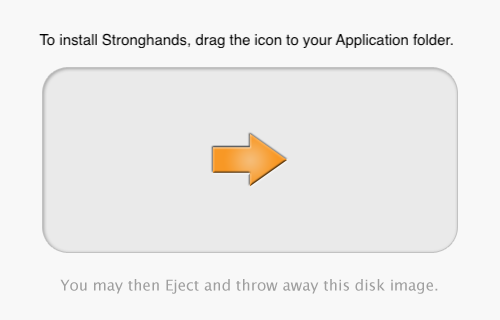 To install Stronghands, drag the icon to your Application folder.
You may then Eject and throw away this disk image.